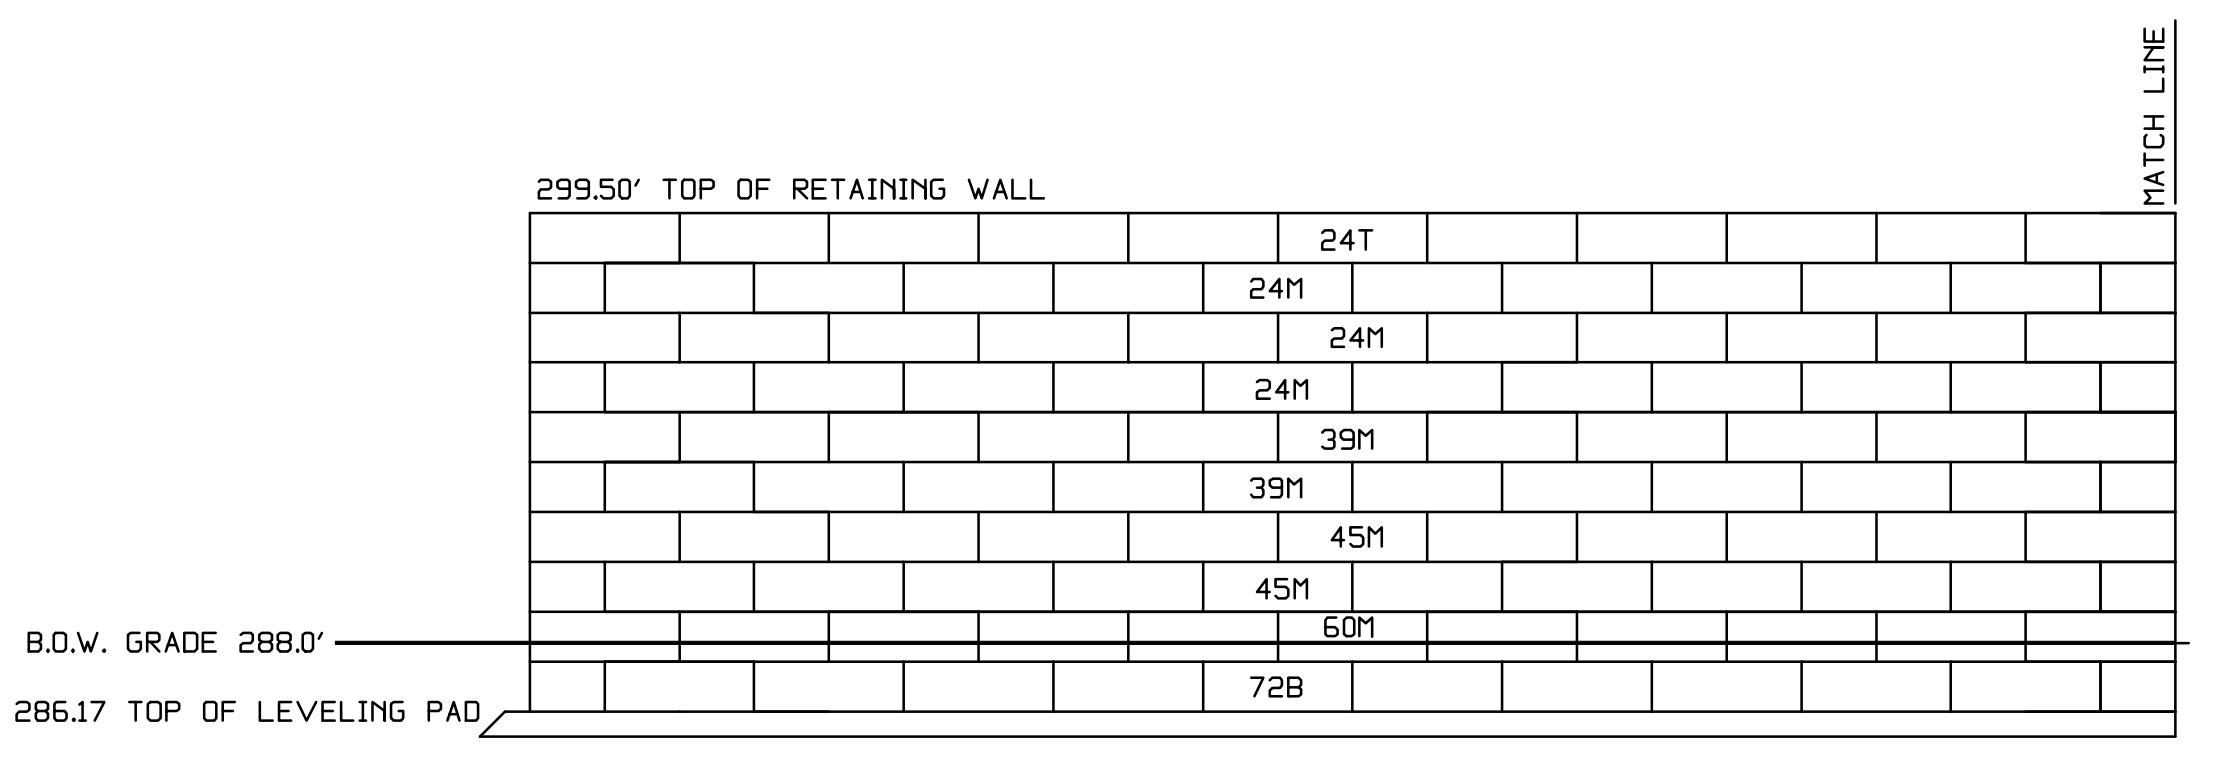 MATCH LINE
299.50' TOP OF RETAINING WALL
24T
24M
24M
24M
39M
39M
45M
45M
60M
B.O.W. GRADE 288.0'
72B
286.17 TOP OF LEVELING PAD